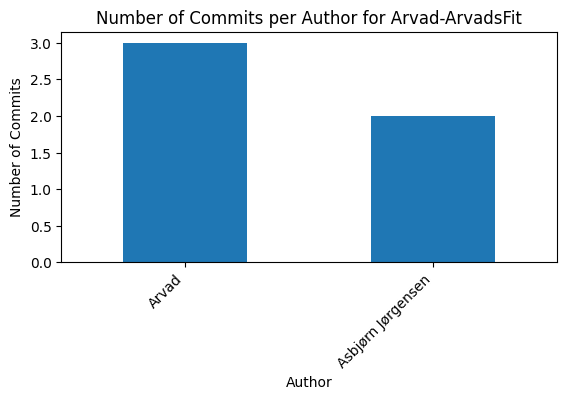 Number of Commits per Author for Arvad-ArvadsFit
Number of Commits
3.0
2.5
2.0
1.5
1.0
0.5
0.0
Arvad
Asbjørn Jørgensen
Author